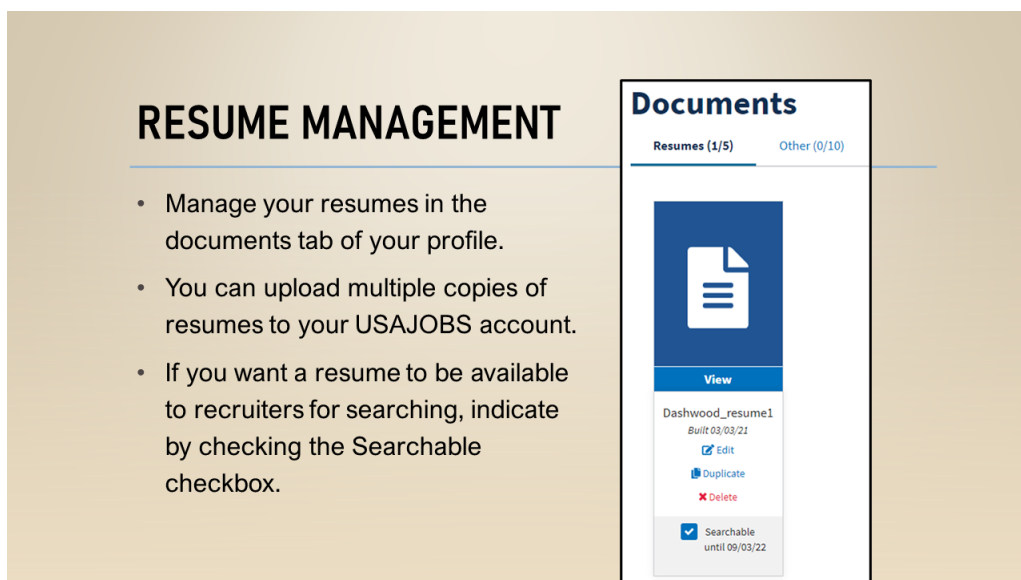 RESUME MANAGEMENT
• Manage your resumes in the
documents tab of your profile.
• You can upload multiple copies of
resumes to your USAJOBS account.
• If you want a resume to be available
to recruiters for searching, indicate
by checking the Searchable
checkbox.
Documents
Resumes (1/5) Other (0/10)
View
Dashwood_resume1
Built 03/03/21
Edit
Duplicate
Delete
Searchable
until 09/03/22